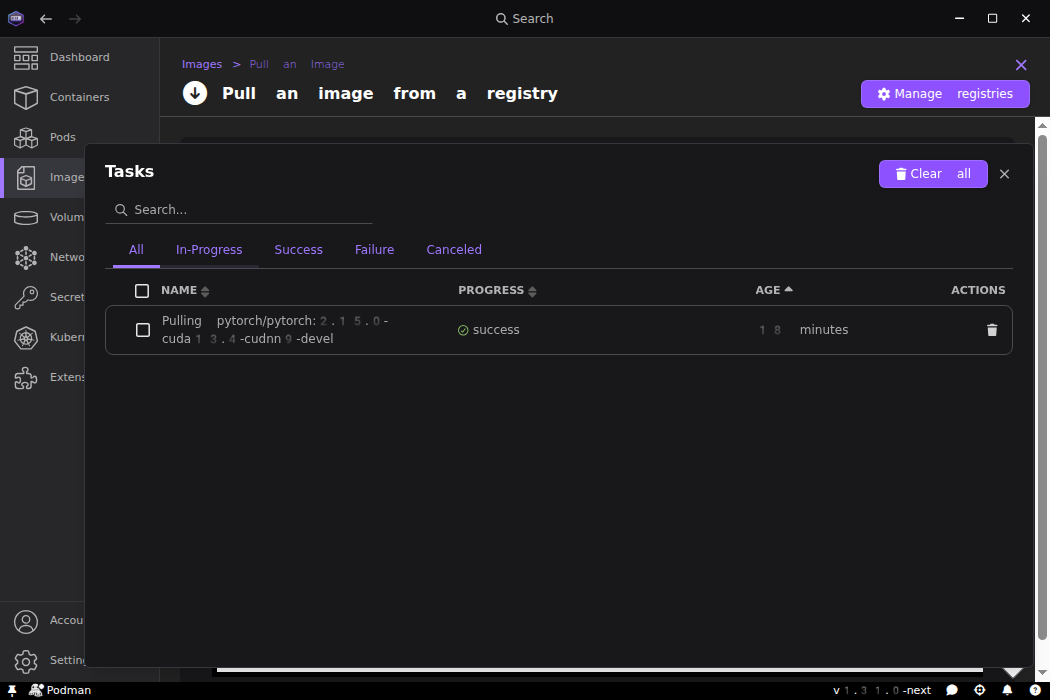 Search
Dashboard
Containers
Pods
Image
Volum
Netwo
Secret
Kubern
Extens
Accou
Settin
Images > Pull an Image
Pull an image from a registry
Manage registries
Tasks
Clear all
Search...
All In-Progress Success Failure Canceled
NAME PROGRESS AGE ACTIONS
Pulling pytorch/pytorch:2.15.0-
cuda13.4-cudnn9-devel
success
18 minutes
Podman
v1.31.0-next